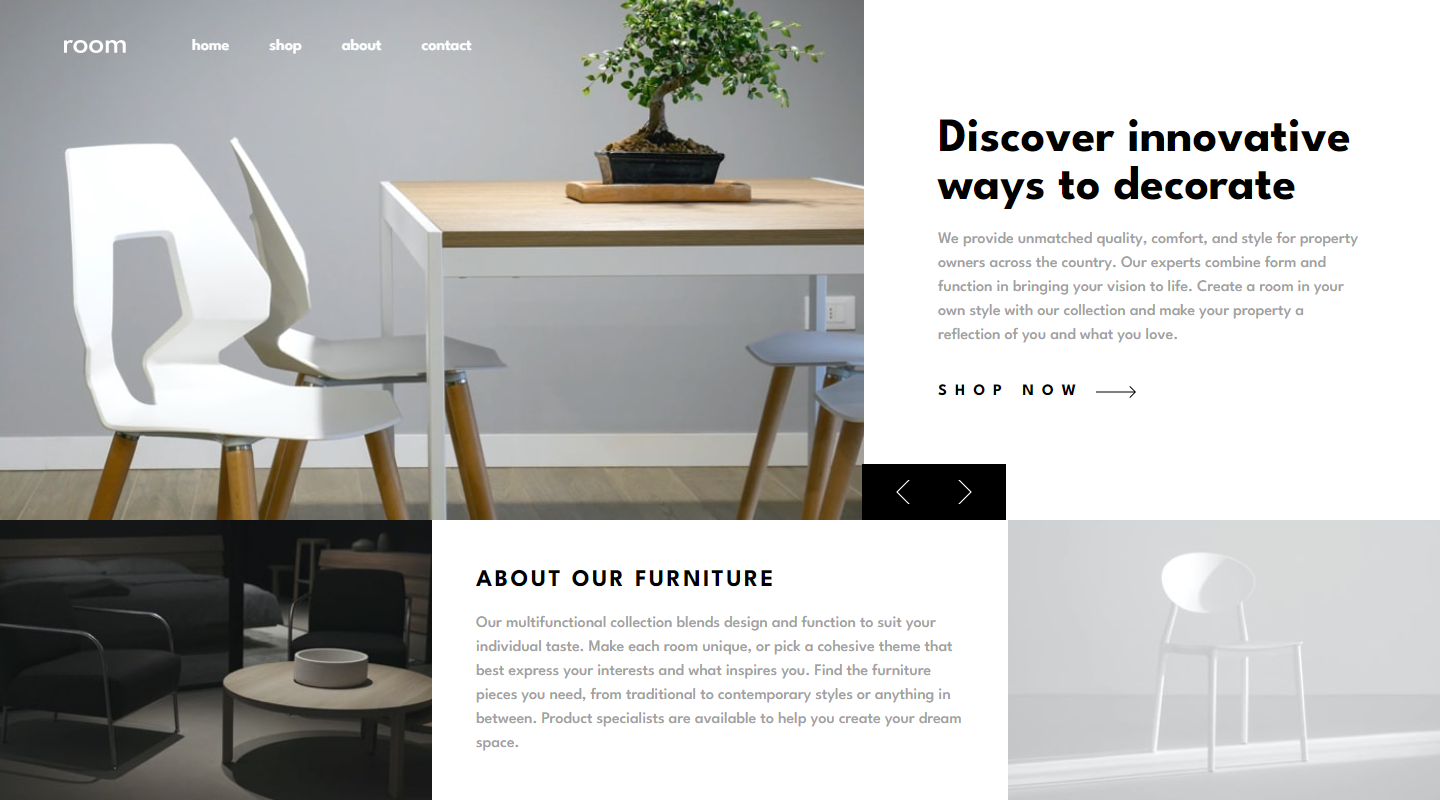 room home shop about contact
Discover innovative
ways to decorate
We provide unmatched quality, comfort, and style for property
owners across the country. Our experts combine form and
function in bringing your vision to life. Create a room in your
own style with our collection and make your property a
reflection of you and what you love.
SHOP NOW
ABOUT OUR FURNITURE
Our multifunctional collection blends design and function to suit your
individual taste. Make each room unique, or pick a cohesive theme that
best express your interests and what inspires you. Find the furniture
pieces you need, from traditional to contemporary styles or anything in
between. Product specialists are available to help you create your dream
space.